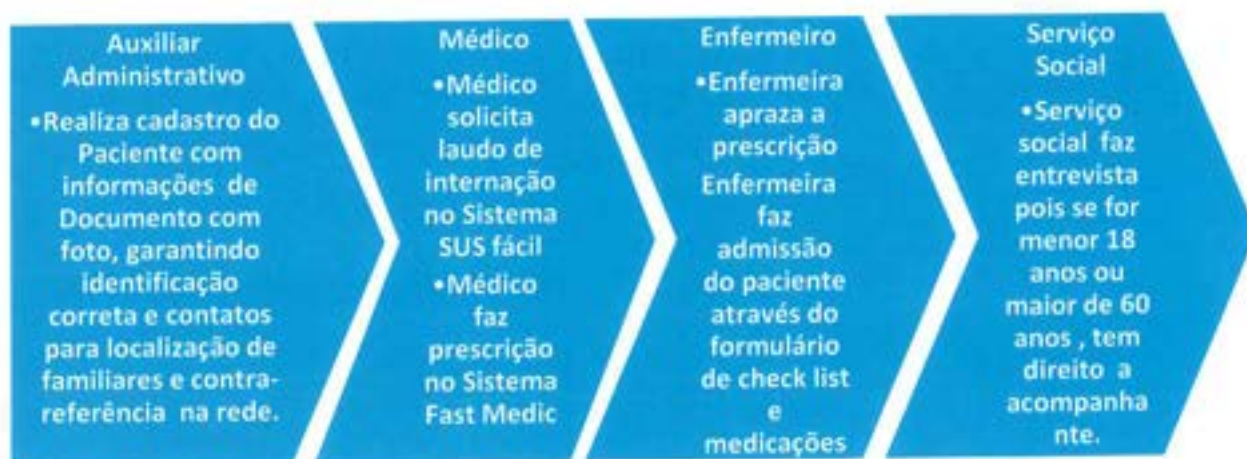 Auxiliar
Administrativo
•Realiza cadastro do
Paciente com
informações de
Documento com
foto, garantindo
identificação
correta e contatos
para localização de
familiares e contra-
referência na rede.
Médico
•Médico
solicita
laudo de
internação
no Sistema
SUS fácil
•Médico
faz
prescrição
no Sistema
Fast Medic
Enfermeiro
•Enfermeira
apraza a
prescrição
Enfermeira
faz
admissão
do paciente
através do
formulário
de check list
e
medicações
Serviço
Social
•Serviço
social faz
entrevista
pois se for
menor 18
anos ou
maior de 60
anos , tem
direito a
acompanha
nte.